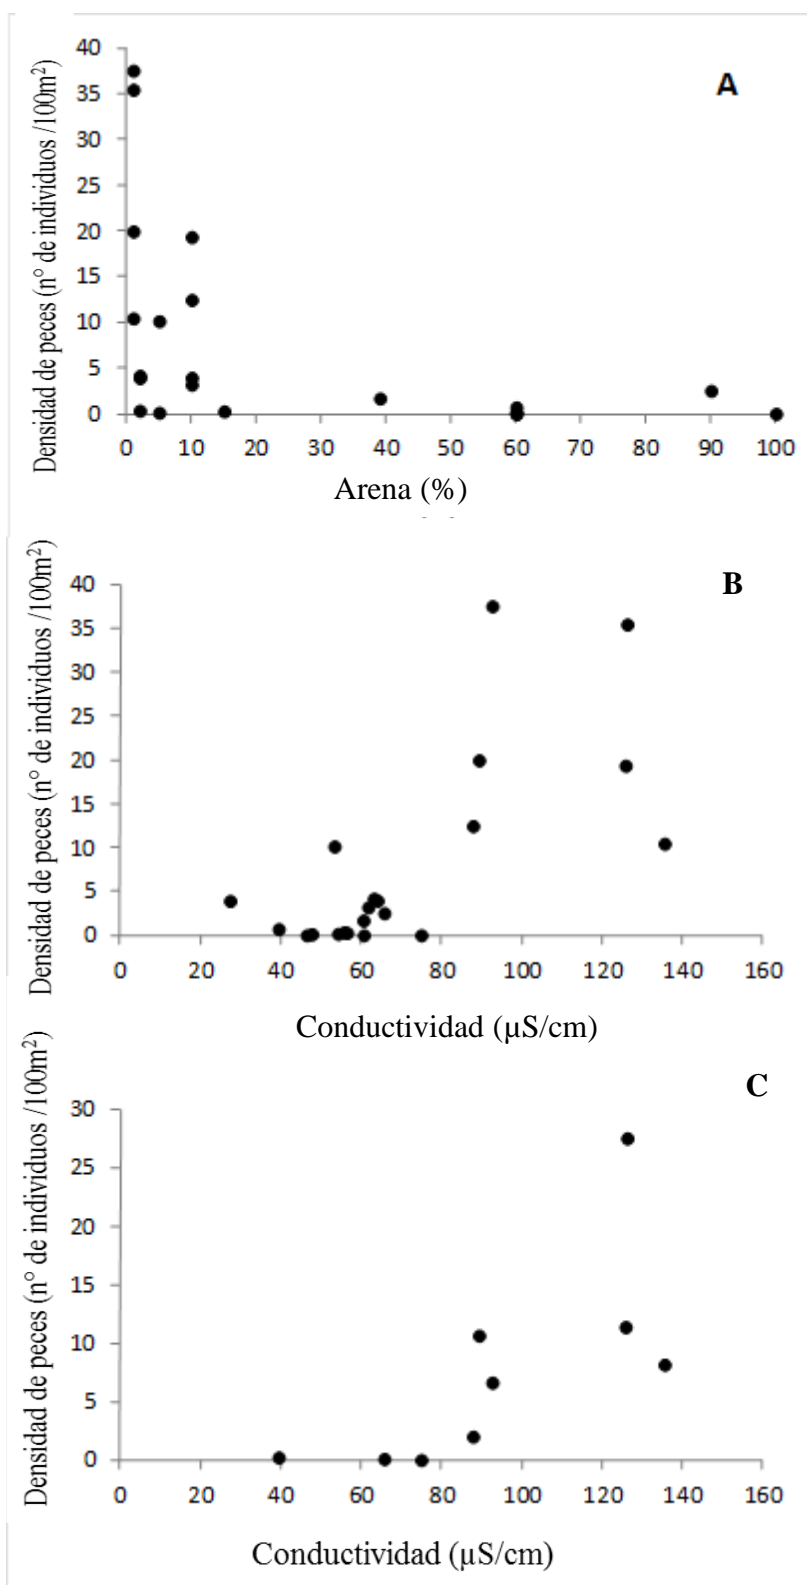 A
Densidad de peces (n° de individuos /100m²)
40
35
30
25
20
15
10
5
0
0 10 20 30 40 50 60 70 80 90 100
Arena (%)
B
Densidad de peces (n° de individuos /100m²)
40
35
30
25
20
15
10
5
0
0 20 40 60 80 100 120 140 160
Conductividad (µS/cm)
C
Densidad de peces (n° de individuos /100m²)
30
25
20
15
10
5
0
0 20 40 60 80 100 120 140 160
Conductividad (µS/cm)